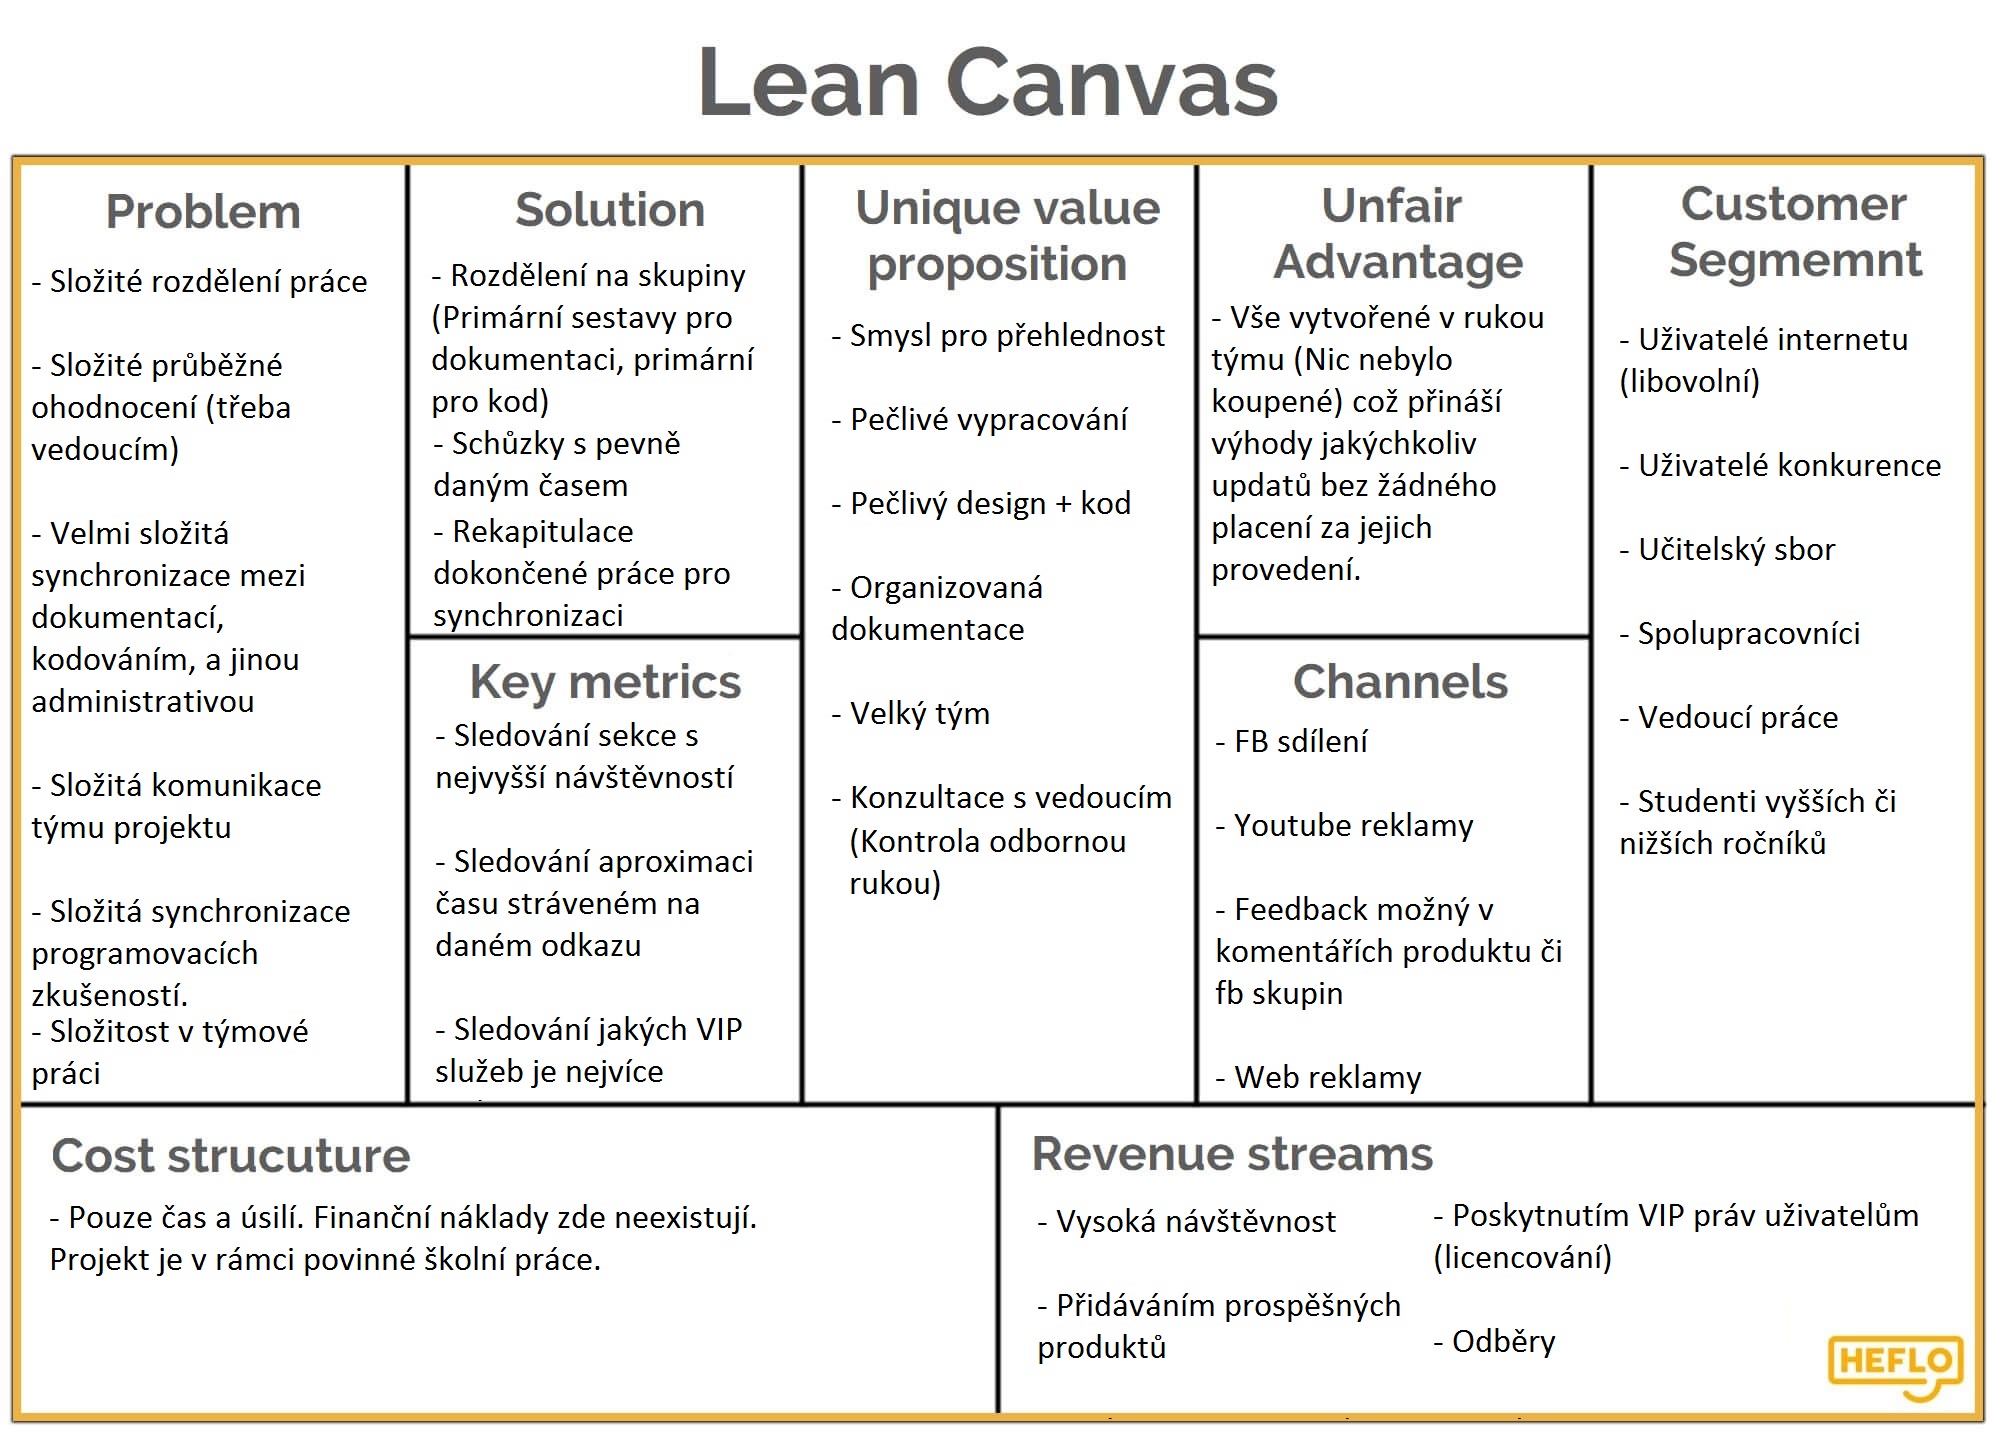 Lean Canvas
Problem
- Složité rozdělení práce
- Složité průběžné
ohodnocení (třeba
vedoucím)
- Velmi složitá
synchronizace mezi
dokumentací,
kodováním, a jinou
administrativou
- Složitá komunikace
týmu projektu
- Složitá synchronizace
programovacích
zkušeností.
- Složitost v týmové
práci
Solution
- Rozdělení na skupiny
(Primární sestavy pro
dokumentaci, primární
pro kod)
- Schůzky s pevně
daným časem
- Rekapitulace
dokončené práce pro
synchronizaci
Key metrics
- Sledování sekce s
nejvyšší návštěvností
- Sledování aproximaci
času stráveném na
daném odkazu
- Sledování jakých VIP
služeb je nejvíce
Unique value
proposition
- Smysl pro přehlednost
- Pečlivé vypracování
- Pečlivý design + kod
- Organizovaná
dokumentace
- Velký tým
- Konzultace s vedoucím
(Kontrola odbornou
rukou)
Unfair
Advantage
- Vše vytvořené v rukou
týmu (Nic nebylo
koupené) což přináší
výhody jakýchkoliv
updatů bez žádného
placení za jejich
provedení.
Channels
- FB sdílení
- Youtube reklamy
- Feedback možný v
komentářích produktu či
fb skupin
- Web reklamy
Customer
Segmemnt
- Uživatelé internetu
(libovolní)
- Uživatelé konkurence
- Učitelský sbor
- Spolupracovníci
- Vedoucí práce
- Studenti vyšších či
nižších ročníků
Cost strucuture
- Pouze čas a úsilí. Finanční náklady zde neexistují.
Projekt je v rámci povinné školní práce.
Revenue streams
- Vysoká návštěvnost
- Přidáváním prospěšných
produktů
- Poskytnutím VIP práv uživatelům
(licencování)
- Odběry
HEFLO